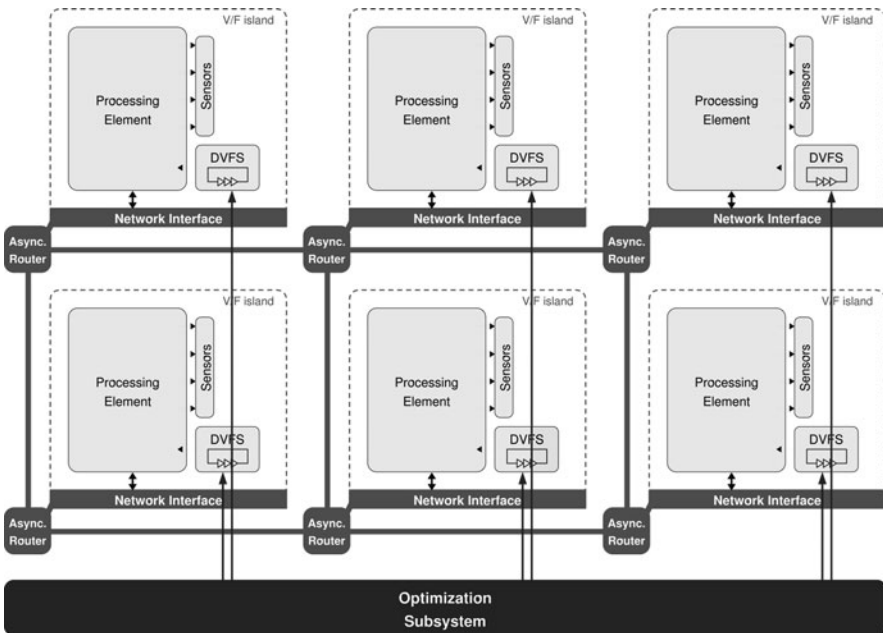 V/F island
V/F island
V/F island
Processing
Element
Sensors
DVFS
Processing
Element
Sensors
DVFS
Processing
Element
Sensors
DVFS
Network Interface
Network Interface
Network Interface
Async.
Router
Async.
Router
Async.
Router
V/F island
V/F island
V/F island
Processing
Element
Sensors
DVFS
Processing
Element
Sensors
DVFS
Processing
Element
Sensors
DVFS
Network Interface
Network Interface
Network Interface
Async.
Router
Async.
Router
Async.
Router
Optimization
Subsystem